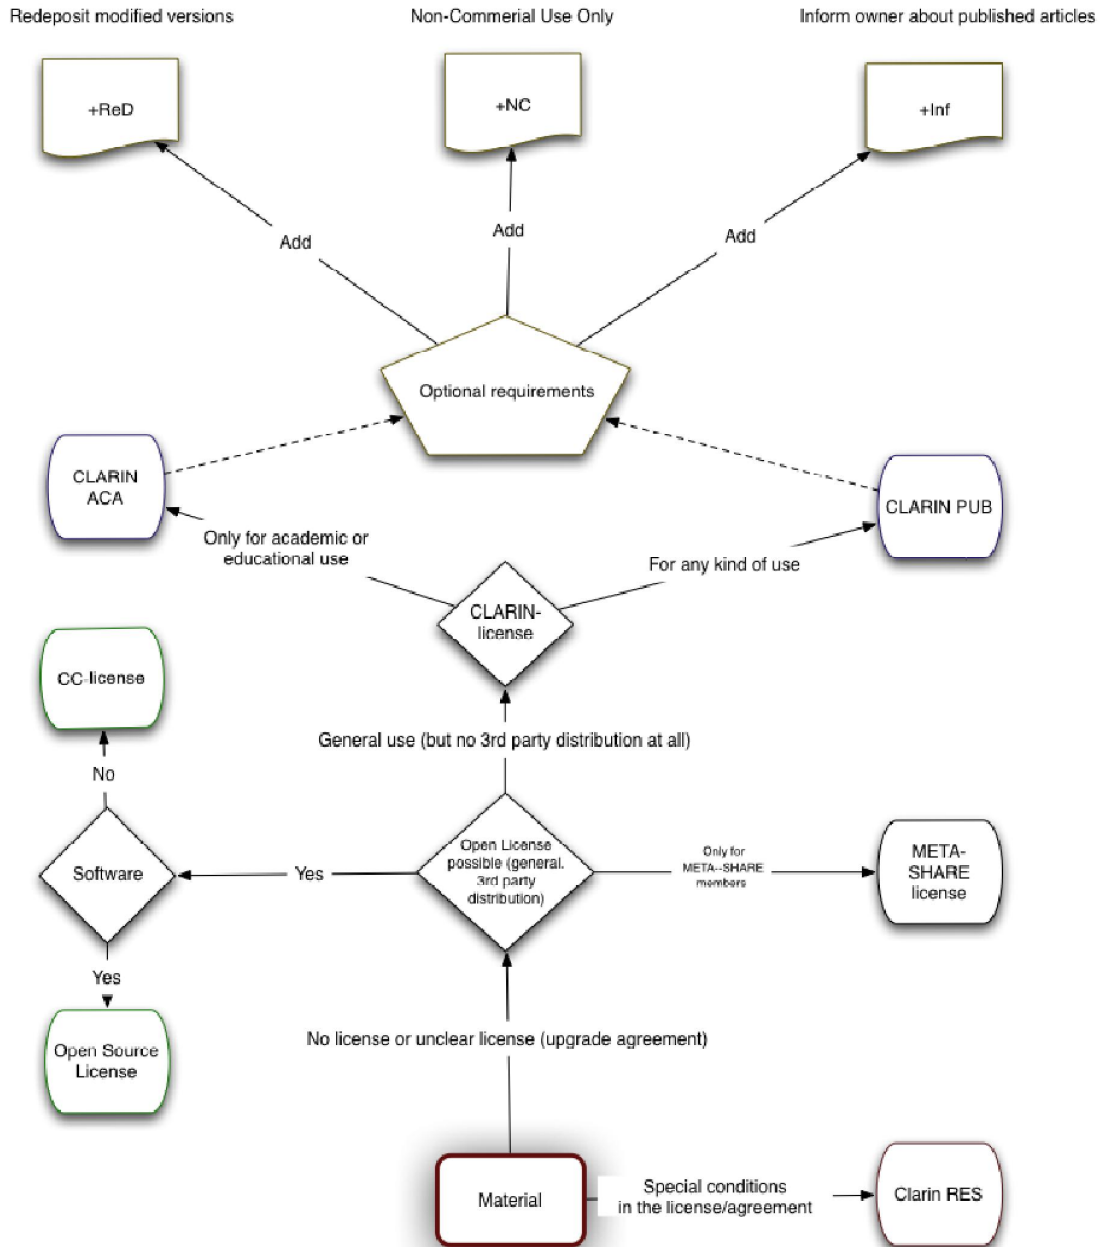 Redeposit modified versions
Non-Commerial Use Only
Inform owner about published articles
+ReD
+NC
+Inf
Add
Add
Add
Optional requirements
CLARIN
ACA
CLARIN PUB
Only for academic or
educational use
For any kind of use
CLARIN-
license
CC-license
General use (but no 3rd party distribution at all)
No
Software
Yes
Open License
possible (general.
3rd party
distribution)
Only for
META--SHARE
members
META-
SHARE
license
Yes
Open Source
License
No license or unclear license (upgrade agreement)
Material
Special conditions
in the license/agreement
Clarin RES